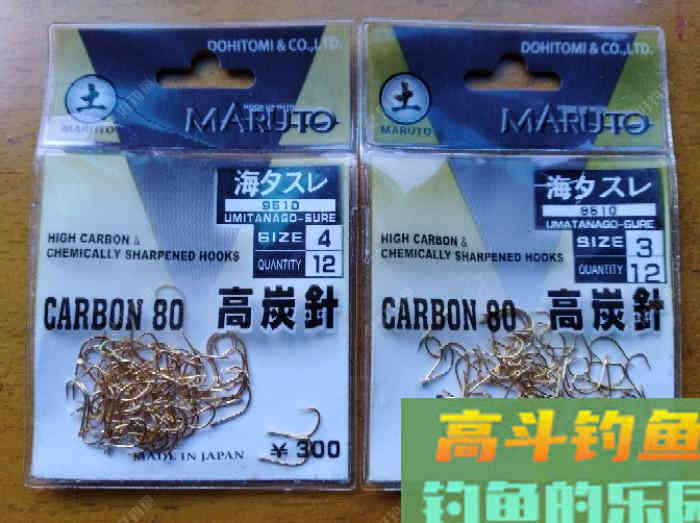 DOHITOMI & CO.,LTD.
土
MARUTO
MARUTO
海タスレ
9510
UMITANAGO-SURE
SIZE 4
QUANTITY 12
HIGH CARBON &
CHEMICALLY SHARPENED HOOKS
CARBON 80 高炭針
¥300
MADE IN JAPAN
DOHITOMI & CO.,LTD.
土
MARUTO
MARUTO
海タスレ
9510
UMATANAGO-SURE
SIZE 3
QUANTITY 12
HIGH CARBON &
CHEMICALLY SHARPENED HOOKS
CARBON 80 高炭針
高斗钓鱼
钓鱼的乐园